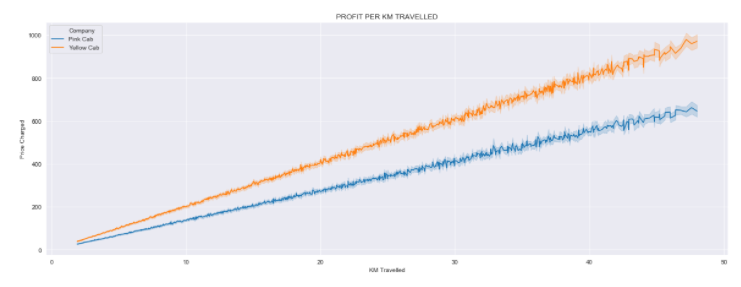 PROFIT PER KM TRAVELLED
Company
Pink Cab
Yellow Cab
Price Charged
1000
800
600
400
200
0
0 10 20 30 40 50
KM Travelled